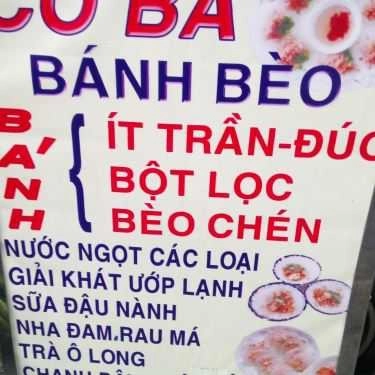 CÔ BA
BÁNH BÈO
BÁNH
ÍT TRẦN-ĐÚC
BỘT LỌC
BÈO CHÉN
NƯỚC NGỌT CÁC LOẠI
GIẢI KHÁT ƯỚP LẠNH
SỮA ĐẬU NÀNH
NHA ĐAM,RAU MÁ
TRÀ Ô LONG